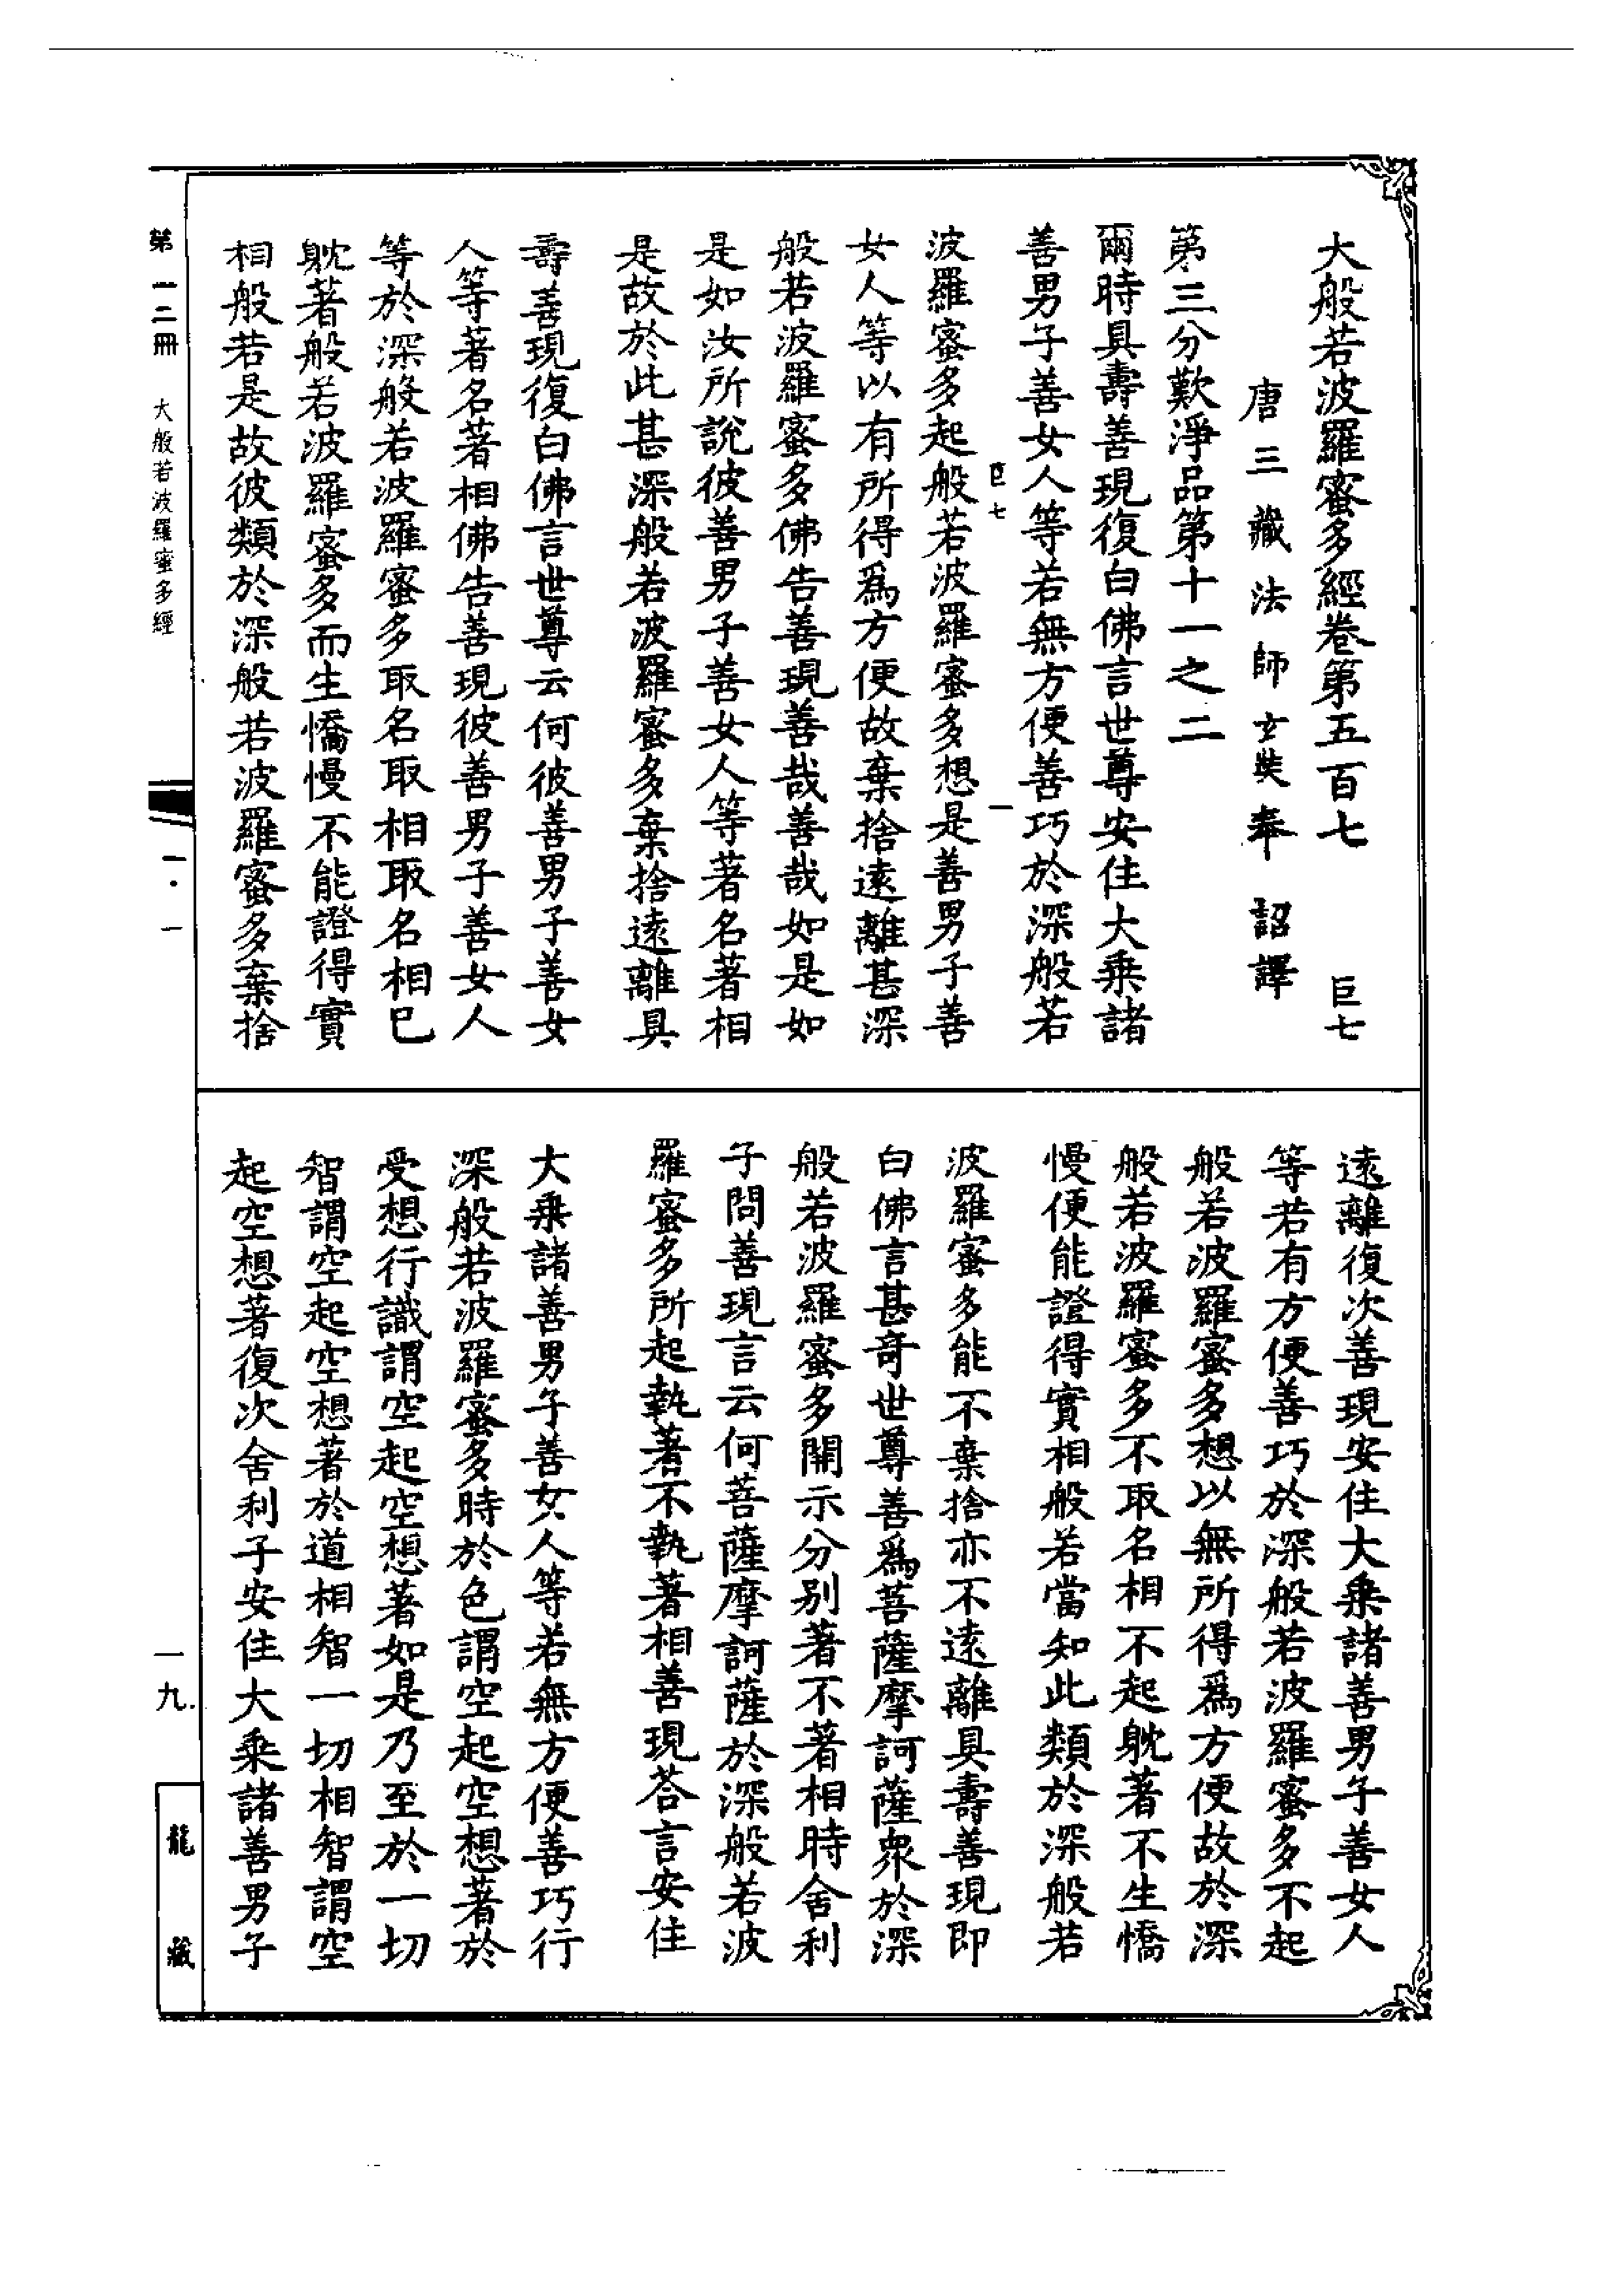 大般若波羅蜜多經卷第五百七　巨七
唐三藏法師玄奘奉　詔譯
第三分歎淨品第十一之二
爾時具壽善現復白佛言世尊安住大乘諸
善男子善女人等若無方便善巧於深般若
巨七　一
波羅蜜多起般若波羅蜜多想是善男子善
女人等以有所得爲方便故棄捨遠離甚深
般若波羅蜜多佛告善現善哉善哉如是如
是如汝所說彼善男子善女人等著名著相
是故於此甚深般若波羅蜜多棄捨遠離具
壽善現復白佛言世尊云何彼善男子善女
人等著名著相佛告善現彼善男子善女人
等於深般若波羅蜜多取名取相取名相已
躭著般若波羅蜜多而生憍慢不能證得實
相般若是故彼類於深般若波羅蜜多棄捨
遠離復次善現安住大乘諸善男子善女人
等若有方便善巧於深般若波羅蜜多不起
般若波羅蜜多想以無所得爲方便故於深
般若波羅蜜多不取名相不起躭著不生憍
慢便能證得實相般若當知此類於深般若
波羅蜜多能不棄捨亦不遠離具壽善現即
白佛言甚奇世尊善爲菩薩摩訶薩衆於深
般若波羅蜜多開示分别著不著相時舍利
子問善現言云何菩薩摩訶薩於深般若波
羅蜜多所起執著不執著相善現荅言安住
大乘諸善男子善女人等若無方便善巧行
深般若波羅蜜多時於色謂空起空想著於
受想行識謂空起空想著如是乃至於一切
智謂空起空想著於道相智一切相智謂空
起空想著復次舍利子安住大乘諸善男子
第一二冊　大般若波羅蜜多經
一·一
一九
龍藏